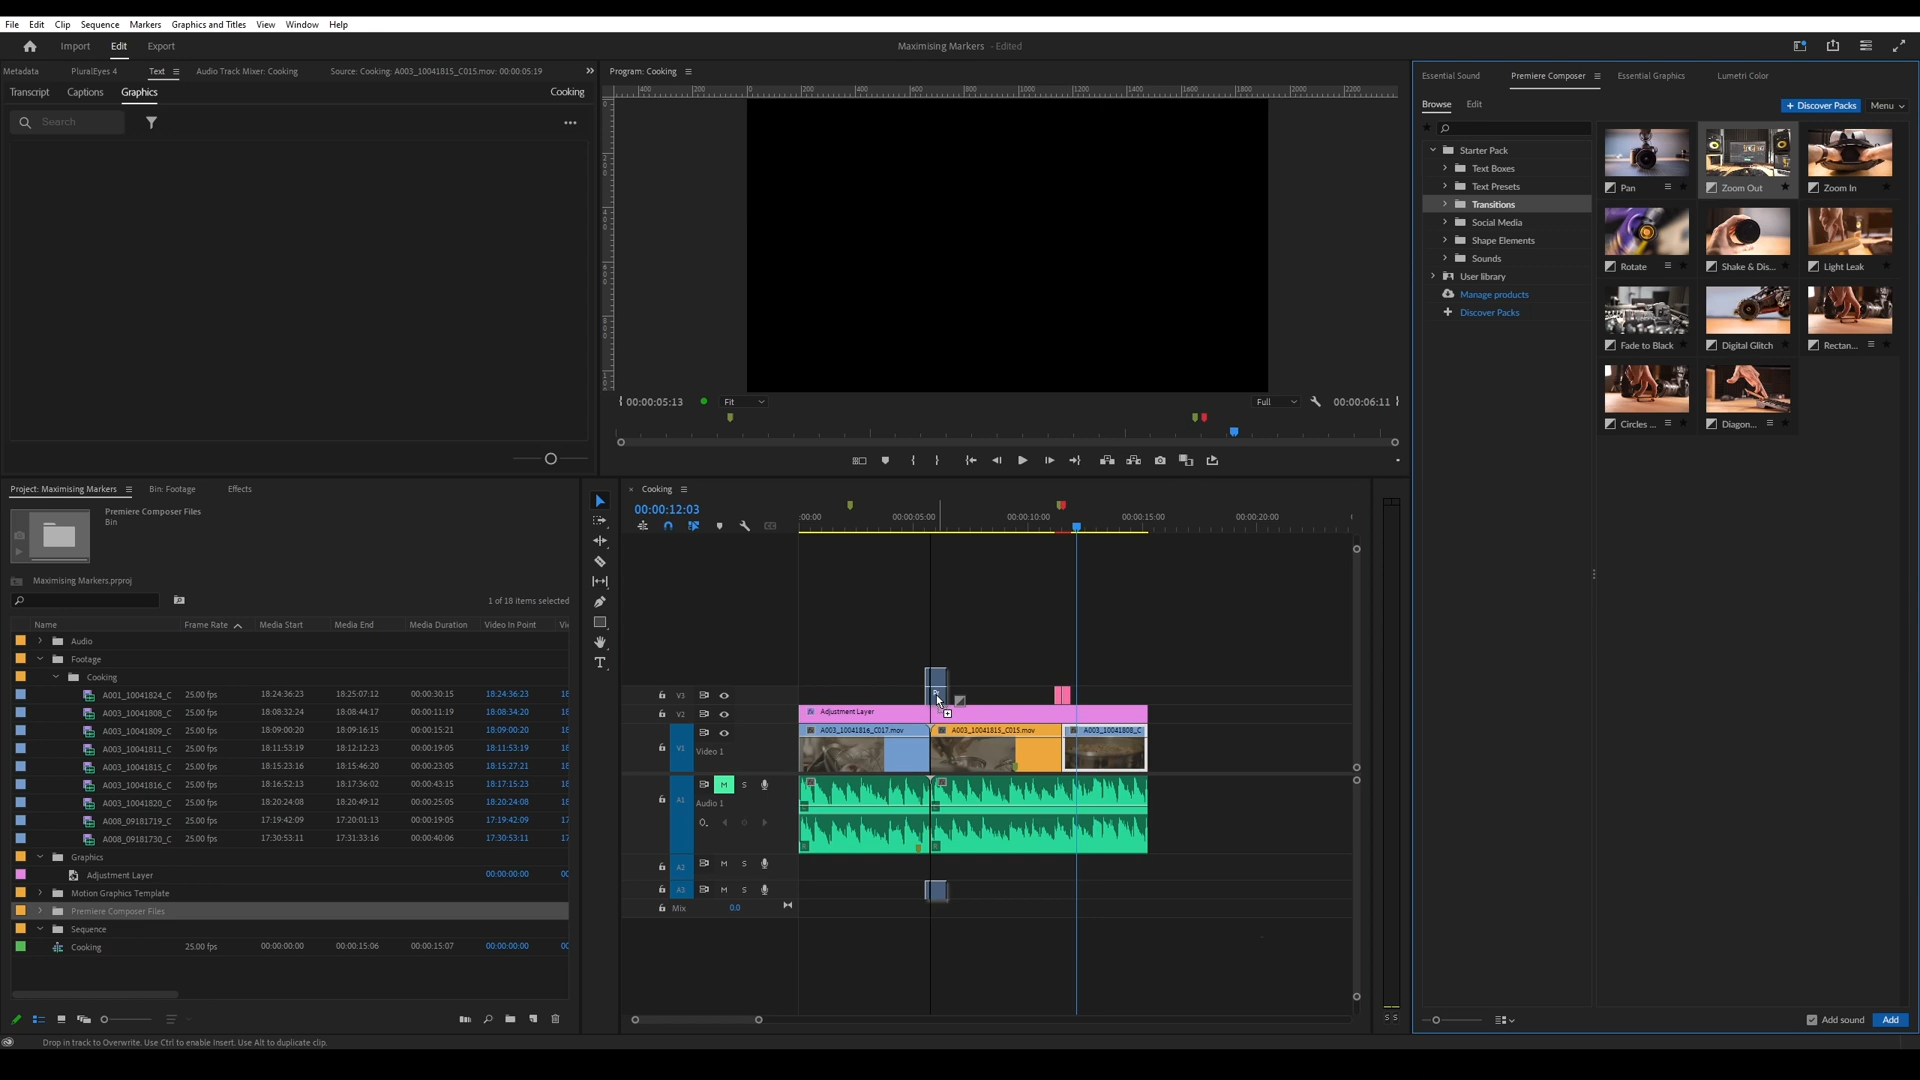 File Edit Clip Sequence Markers Graphics and Titles View Window Help
Import Edit Export
Maximising Markers - Edited
Metadata PluralEyes 4 Text Audio Track Mixer: Cooking Source: Cooking: A003_10041815_C015.mov: 00:00:05:19
Transcript Captions Graphics Cooking
Search
Program: Cooking
400 200 0 200 400 600 800 1000 1200 1400 1600 1800 2000 2200
00:00:05:13 Fit Full 00:00:06:11
Essential Sound Premiere Composer Essential Graphics Lumetri Color
Browse Edit + Discover Packs Menu
Starter Pack
Text Boxes
Text Presets
Transitions
Social Media
Shape Elements
Sounds
User library
Manage products
Discover Packs
Pan Zoom Out Zoom In
Rotate Shake & Dis... Light Leak
Fade to Black Digital Glitch Rectan...
Circles ... Diagon...
Add sound Add
Project: Maximising Markers Bin: Footage Effects
Premiere Composer Files
Bin
Maximising Markers.prproj
1 of 18 items selected
Name Frame Rate Media Start Media End Media Duration Video In Point
Audio
Footage
Cooking
A001_10041824_C 25.00 fps 18:24:36:23 18:25:07:12 00:00:30:15 18:24:36:23 18
A003_10041808_C 25.00 fps 18:08:32:24 18:08:44:17 00:00:11:19 18:08:34:20 18
A003_10041809_C 25.00 fps 18:09:00:20 18:09:16:15 00:00:15:21 18:09:00:20 18
A003_10041811_C 25.00 fps 18:11:53:19 18:12:12:23 00:00:19:05 18:11:53:19 18
A003_10041815_C 25.00 fps 18:15:23:16 18:15:46:20 00:00:23:05 18:15:27:21 18
A003_10041816_C 25.00 fps 18:16:52:13 18:17:36:02 00:00:43:15 18:17:15:23 18
A003_10041820_C 25.00 fps 18:20:24:08 18:20:49:12 00:00:25:05 18:20:24:08 18
A008_09181719_C 25.00 fps 17:19:42:09 17:20:01:13 00:00:19:05 17:19:42:09 17
A008_09181730_C 25.00 fps 17:30:53:11 17:31:33:16 00:00:40:06 17:30:53:11 17
Graphics
Adjustment Layer 00:00:00:00 00
Motion Graphics Template
Premiere Composer Files
Sequence
Cooking 25.00 fps 00:00:00:00 00:00:15:06 00:00:15:07 00:00:00:00 00
Cooking
00:00:12:03
:00:00 00:00:05:00 00:00:10:00 00:00:15:00 00:00:20:00
V3
V2 Adjustment Layer
A003_10041816_C017.mov A003_10041815_C015.mov A003_10041808_C
V1 Video 1
M S
A1 Audio 1
A2 M S
A3 M S
Mix 0.0
S S
Drop in track to Overwrite. Use Ctrl to enable Insert. Use Alt to duplicate clip.